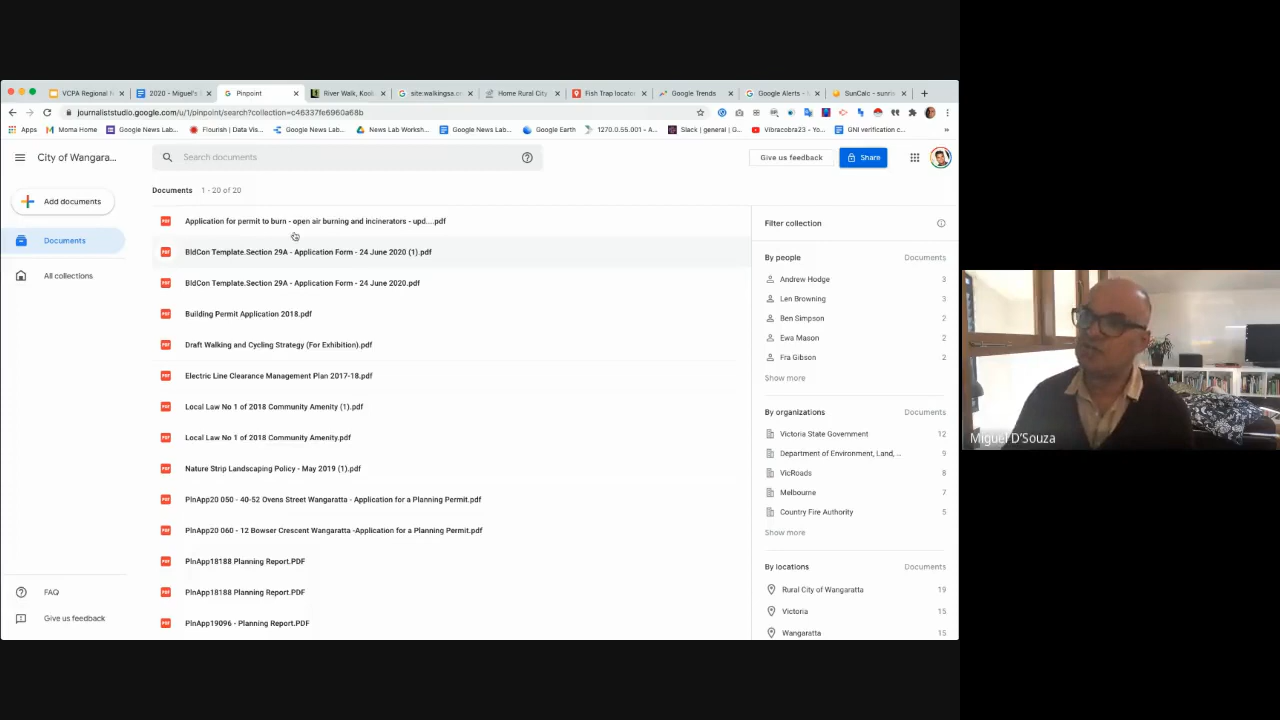 VCPA Regional
2020 - Miguel's
Pinpoint
River Walk, Kool
site:walkingsa.or
Home Rural City
Fish Trap locator
Google Trends
Google Alerts -
SunCalc - sunris
journaliststudio.google.com/u/1/pinpoint/search?collection=c46337fe6960a68b
Apps
Moma Home
Google News Lab...
Flourish | Data Vis...
Google News Lab...
News Lab Worksh...
Google News Lab...
Google Earth
1270.0.55.001 - A...
Slack | general | G...
Vibracobra23 - Yo...
GNI verification c...
City of Wangara...
Search documents
Give us feedback
Share
Add documents
Documents
All collections
FAQ
Give us feedback
Documents 1 - 20 of 20
Application for permit to burn - open air burning and incinerators - upd....pdf
BldCon Template.Section 29A - Application Form - 24 June 2020 (1).pdf
BldCon Template.Section 29A - Application Form - 24 June 2020.pdf
Building Permit Application 2018.pdf
Draft Walking and Cycling Strategy (For Exhibition).pdf
Electric Line Clearance Management Plan 2017-18.pdf
Local Law No 1 of 2018 Community Amenity (1).pdf
Local Law No 1 of 2018 Community Amenity.pdf
Nature Strip Landscaping Policy - May 2019 (1).pdf
PlnApp20 050 - 40-52 Ovens Street Wangaratta - Application for a Planning Permit.pdf
PlnApp20 060 - 12 Bowser Crescent Wangaratta -Application for a Planning Permit.pdf
PlnApp18188 Planning Report.PDF
PlnApp18188 Planning Report.PDF
PlnApp19096 - Planning Report.PDF
Filter collection
By people Documents
Andrew Hodge 3
Len Browning 3
Ben Simpson 2
Ewa Mason 2
Fra Gibson 2
Show more
By organizations Documents
Victoria State Government 12
Department of Environment, Land, ... 9
VicRoads 8
Melbourne 7
Country Fire Authority 5
Show more
By locations Documents
Rural City of Wangaratta 19
Victoria 15
Wangaratta 15
Miguel D'Souza